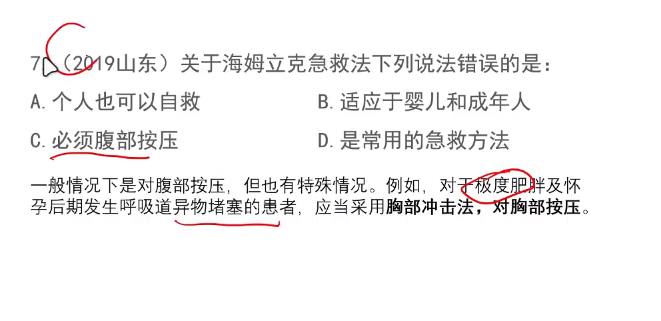 7.（2019山东）关于海姆立克急救法下列说法错误的是：
A.个人也可以自救 B.适应于婴儿和成年人
C.必须腹部按压 D.是常用的急救方法
一般情况下是对腹部按压，但也有特殊情况。例如，对于极度肥胖及怀
孕后期发生呼吸道异物堵塞的患者，应当采用胸部冲击法，对胸部按压。